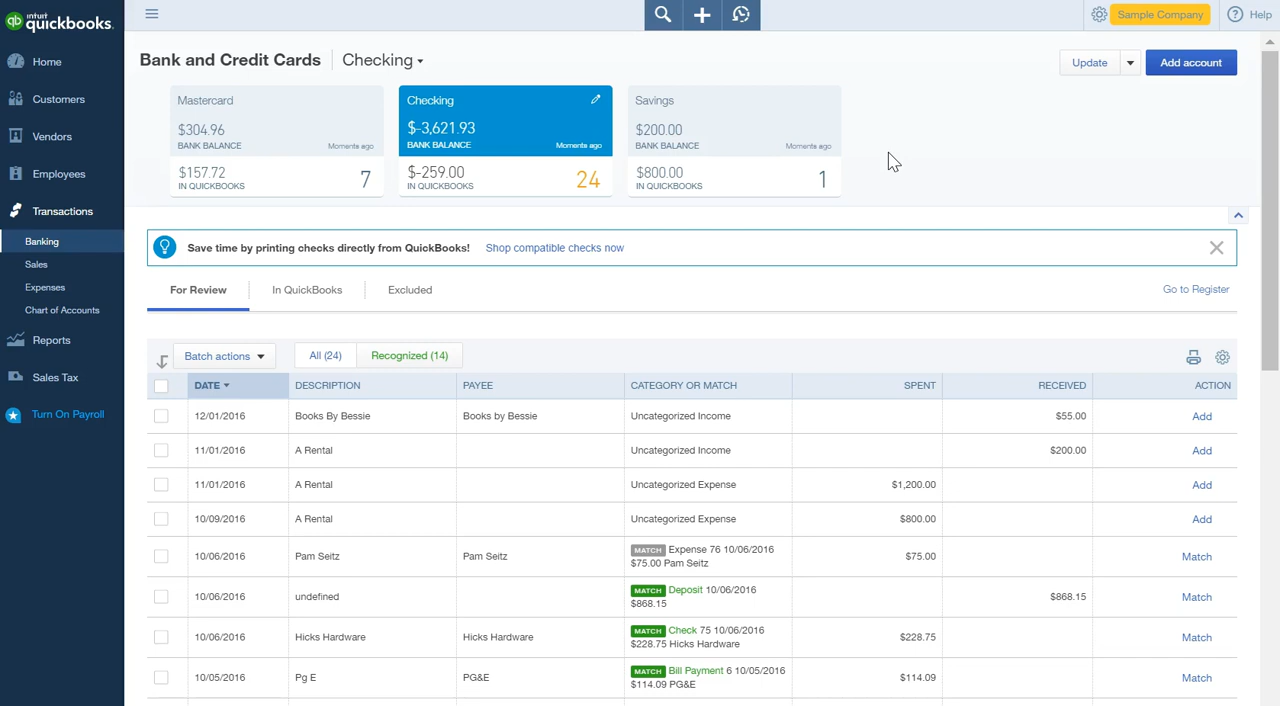 intuit
quickbooks.
Sample Company
Help
Home
Customers
Vendors
Employees
Transactions
Banking
Sales
Expenses
Chart of Accounts
Reports
Sales Tax
Turn On Payroll
Bank and Credit Cards Checking
Update Add account
Mastercard
$304.96
BANK BALANCE Moments ago
$157.72
IN QUICKBOOKS 7
Checking
$-3,621.93
BANK BALANCE Moments ago
$-259.00
IN QUICKBOOKS 24
Savings
$200.00
BANK BALANCE Moments ago
$800.00
IN QUICKBOOKS 1
Save time by printing checks directly from QuickBooks! Shop compatible checks now
For Review In QuickBooks Excluded Go to Register
Batch actions All (24) Recognized (14)
DATE DESCRIPTION PAYEE CATEGORY OR MATCH SPENT RECEIVED ACTION
12/01/2016 Books By Bessie Books by Bessie Uncategorized Income $55.00 Add
11/01/2016 A Rental Uncategorized Income $200.00 Add
11/01/2016 A Rental Uncategorized Expense $1,200.00 Add
10/09/2016 A Rental Uncategorized Expense $800.00 Add
10/06/2016 Pam Seitz Pam Seitz MATCH Expense 76 10/06/2016 $75.00 Match
$75.00 Pam Seitz
10/06/2016 undefined MATCH Deposit 10/06/2016 $868.15 Match
$868.15
10/06/2016 Hicks Hardware Hicks Hardware MATCH Check 75 10/06/2016 $228.75 Match
$228.75 Hicks Hardware
10/05/2016 Pg E PG&E MATCH Bill Payment 6 10/05/2016 $114.09 Match
$114.09 PG&E